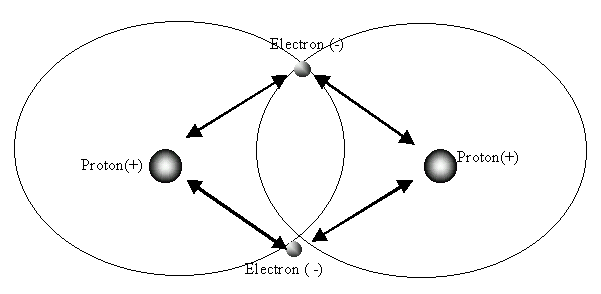 Electron (-)
Proton(+)
Proton(+)
Electron ( -)